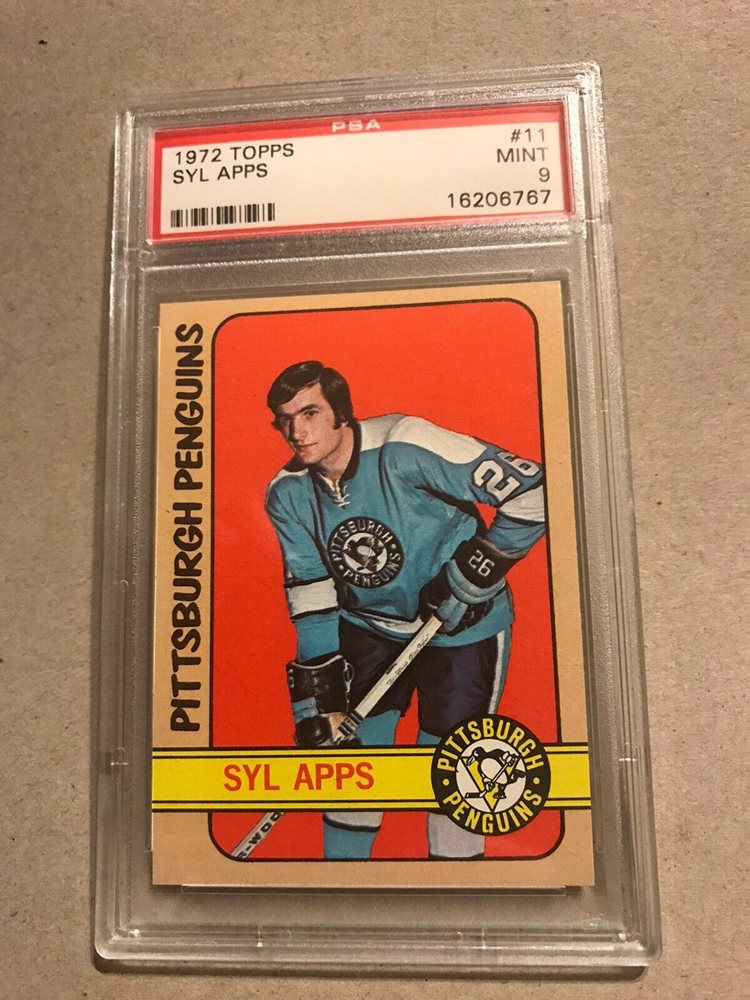 PSA
1972 TOPPS #11
SYL APPS MINT
9
16206767
PITTSBURGH PENGUINS
26
PITTSBURGH PENGUINS
26
SYL APPS
PITTSBURGH PENGUINS